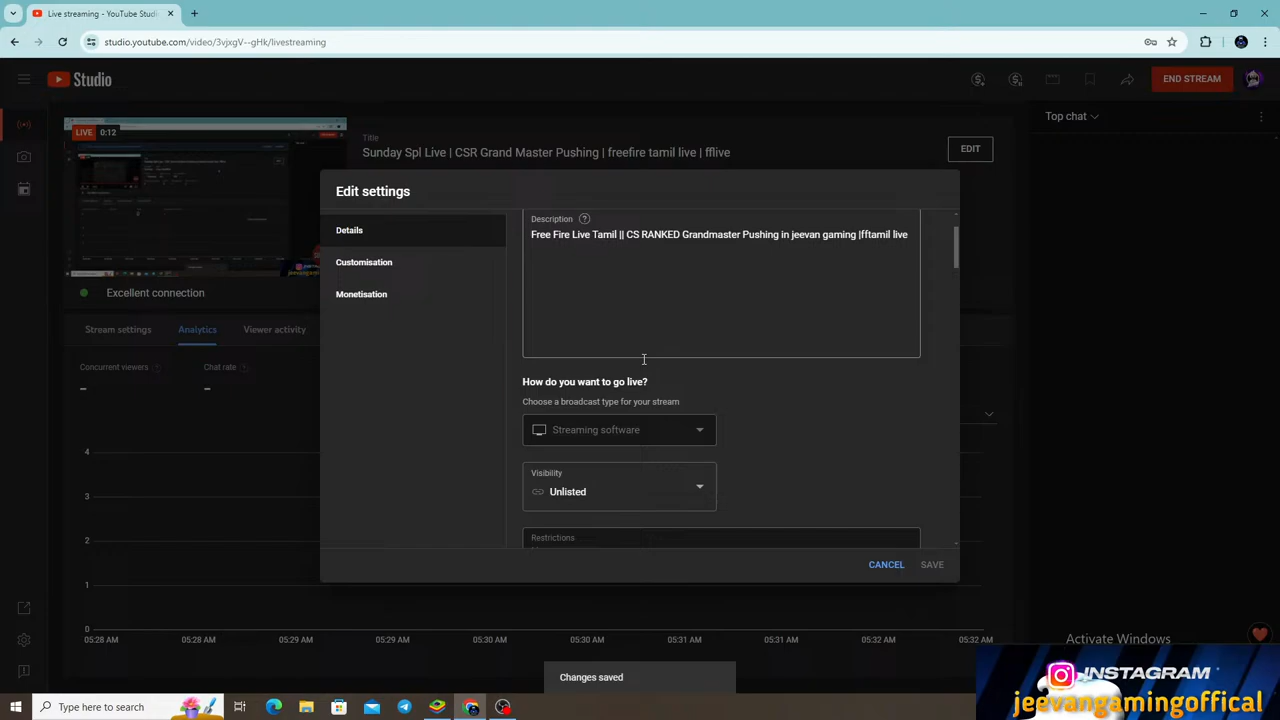 Live streaming - YouTube Studio
studio.youtube.com/video/3vjxgV--gHk/livestreaming
Studio
END STREAM
LIVE 0:12
Title
Sunday Spl Live | CSR Grand Master Pushing | freefire tamil live | fflive
EDIT
Top chat
Edit settings
Details
Customisation
Monetisation
Description
Free Fire Live Tamil || CS RANKED Grandmaster Pushing in jeevan gaming |fftamil live
How do you want to go live?
Choose a broadcast type for your stream
Streaming software
Visibility
Unlisted
Restrictions
CANCEL SAVE
Excellent connection
Stream settings Analytics Viewer activity
Concurrent viewers Chat rate
– –
4
3
2
1
0
05:28 AM 05:28 AM 05:29 AM 05:29 AM 05:30 AM 05:30 AM 05:31 AM 05:31 AM 05:32 AM 05:32 AM
Changes saved
Activate Windows
INSTAGRAM
jeevangamingoffical
Type here to search